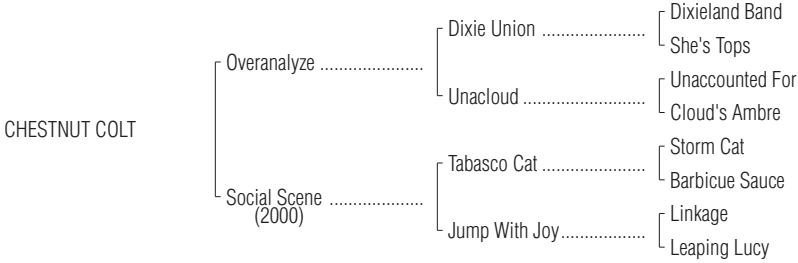 Dixieland Band
Dixie Union ......................
She's Tops
Overanalyze ......................
Unaccounted For
Unacloud ..........................
Cloud's Ambre
CHESTNUT COLT
Storm Cat
Tabasco Cat ......................
Barbicue Sauce
Social Scene ....................
(2000)
Linkage
Jump With Joy..................
Leaping Lucy